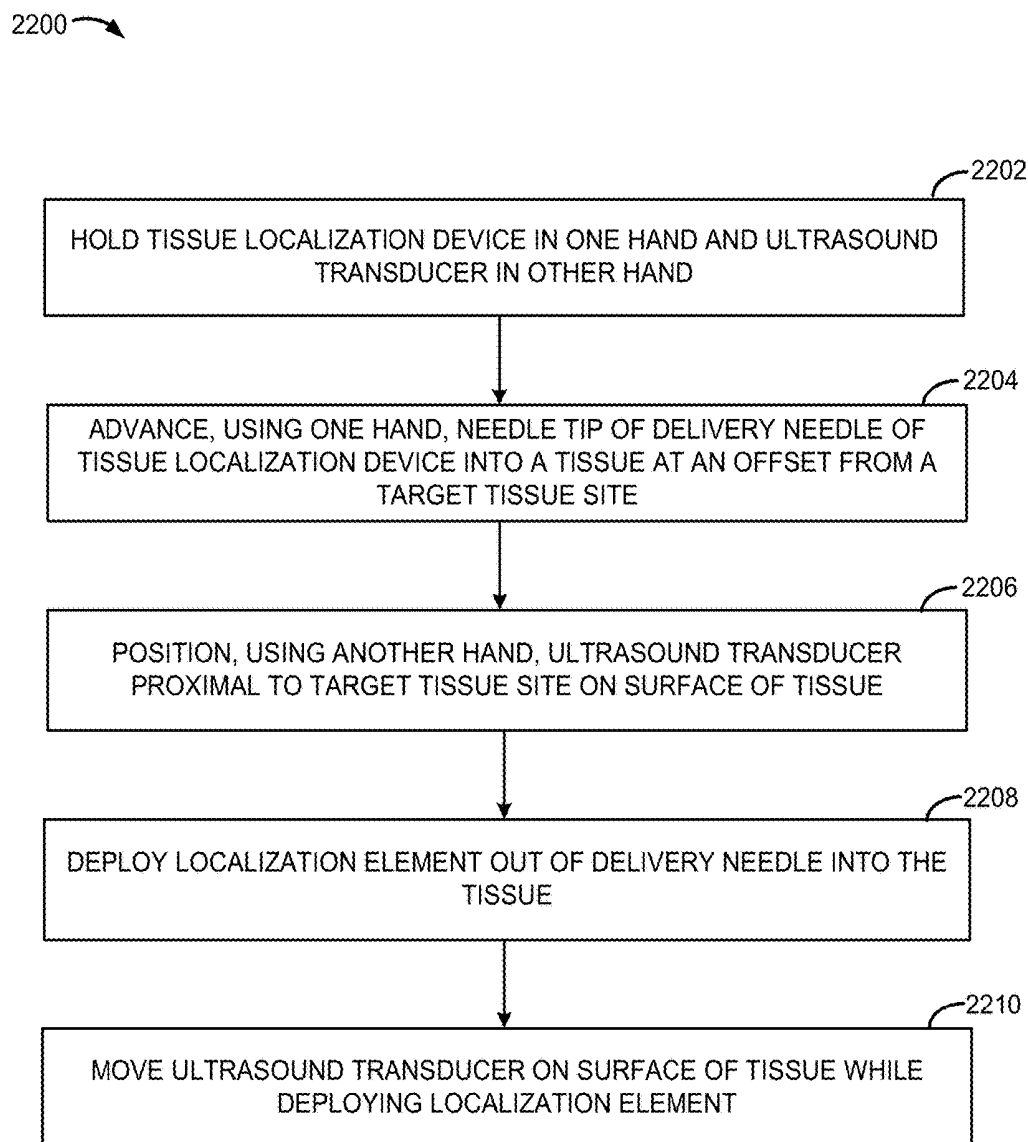 2200
2202
HOLD TISSUE LOCALIZATION DEVICE IN ONE HAND AND ULTRASOUND
TRANSDUCER IN OTHER HAND
2204
ADVANCE, USING ONE HAND, NEEDLE TIP OF DELIVERY NEEDLE OF
TISSUE LOCALIZATION DEVICE INTO A TISSUE AT AN OFFSET FROM A
TARGET TISSUE SITE
2206
POSITION, USING ANOTHER HAND, ULTRASOUND TRANSDUCER
PROXIMAL TO TARGET TISSUE SITE ON SURFACE OF TISSUE
2208
DEPLOY LOCALIZATION ELEMENT OUT OF DELIVERY NEEDLE INTO THE
TISSUE
2210
MOVE ULTRASOUND TRANSDUCER ON SURFACE OF TISSUE WHILE
DEPLOYING LOCALIZATION ELEMENT